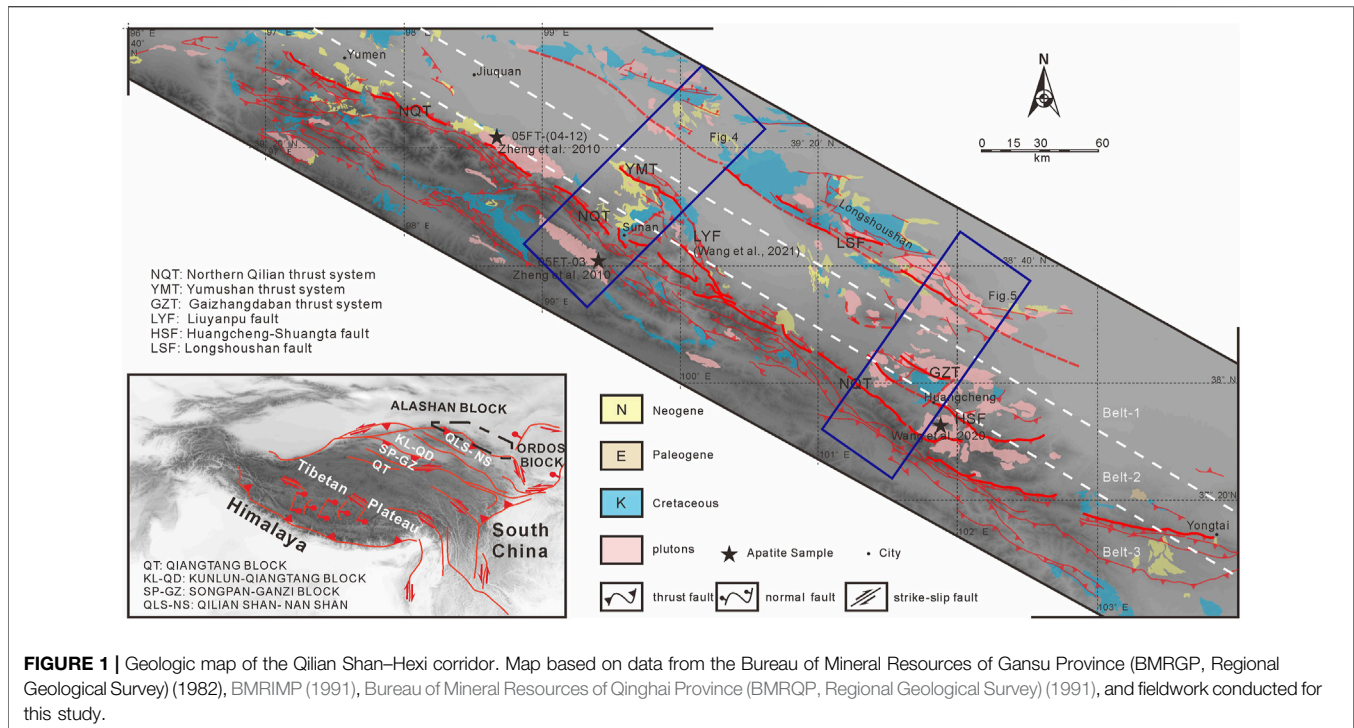 96° E
40° N
97
98
99
Yumen
Jiuquan
N
0 15 30 60
km
NQT
05FT-(04-12)
Zheng et al. 2010
Fig.4
39° 20'
YMT
NQT
Sunan
98° E
Longshoushan
LSF
LYF
(Wang et al., 2021)
05FT-03
Zheng et al. 2010
38° 40'
Fig.5
99° E
NQT: Northern Qilian thrust system
YMT: Yumushan thrust system
GZT: Gaizhangdaban thrust system
LYF: Liuyanpu fault
HSF: Huangcheng-Shuangta fault
LSF: Longshoushan fault
100° E
NQT
GZT
38° N
Huangcheng
HSF
Wang et al. 2020
Belt-1
101° E
Belt-2
37° 20'
N
102° E
Yongtai
Belt-3
103° E
ALASHAN BLOCK
ORDOS
BIOCK
QLS-NS
KL-QD
SP-GZ
QT
Tibetan
Plateau
Himalaya
South
China
QT: QIANGTANG BLOCK
KL-QD: KUNLUN-QIANGTANG BLOCK
SP-GZ: SONGPAN-GANZI BLOCK
QLS-NS: QILIAN SHAN- NAN SHAN
N Neogene
E Paleogene
K Cretaceous
plutons
Apatite Sample
City
thrust fault
normal fault
strike-slip fault
FIGURE 1 | Geologic map of the Qilian Shan–Hexi corridor. Map based on data from the Bureau of Mineral Resources of Gansu Province (BMRGP, Regional
Geological Survey) (1982), BMRIMP (1991), Bureau of Mineral Resources of Qinghai Province (BMRQP, Regional Geological Survey) (1991), and fieldwork conducted for
this study.